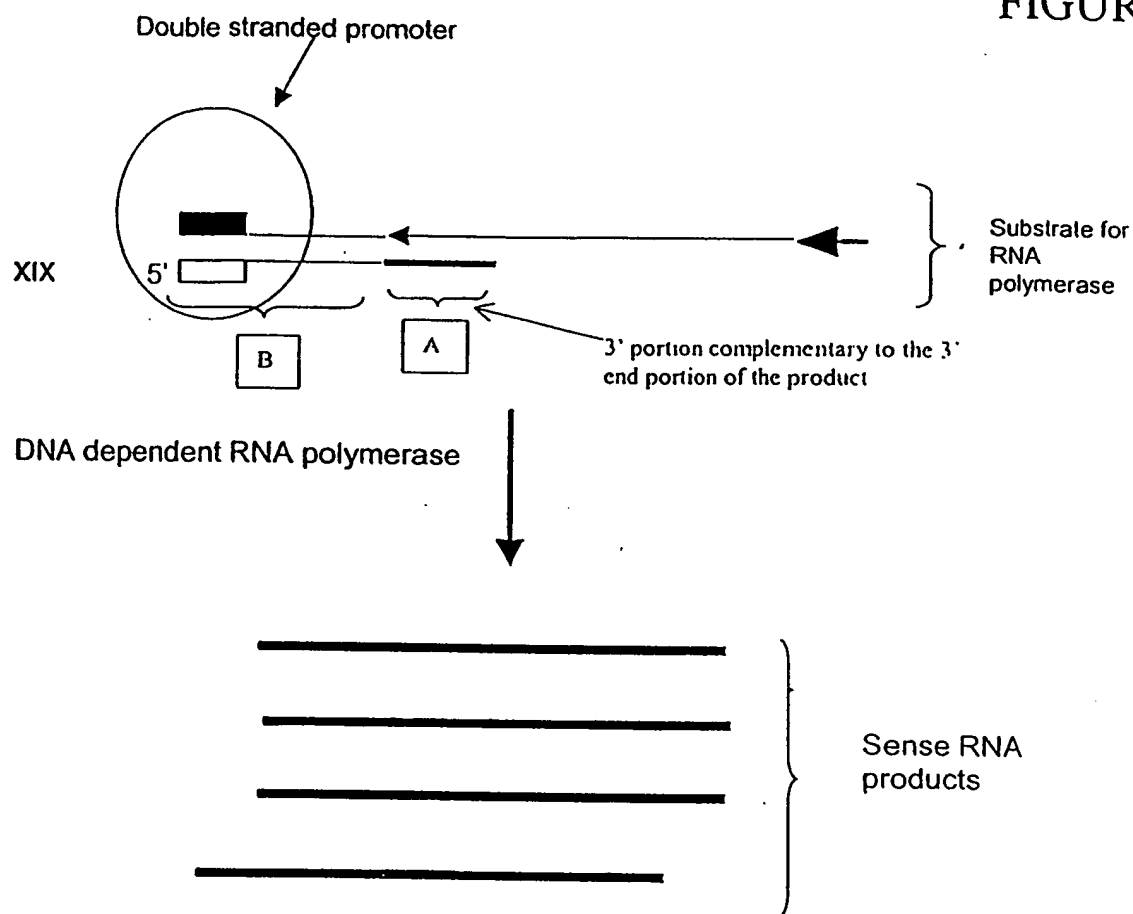 FIGUR
Double stranded promoter
XIX
5'
Substrate for
RNA
polymerase
B
A
3' portion complementary to the 3'
end portion of the product
DNA dependent RNA polymerase
Sense RNA
products